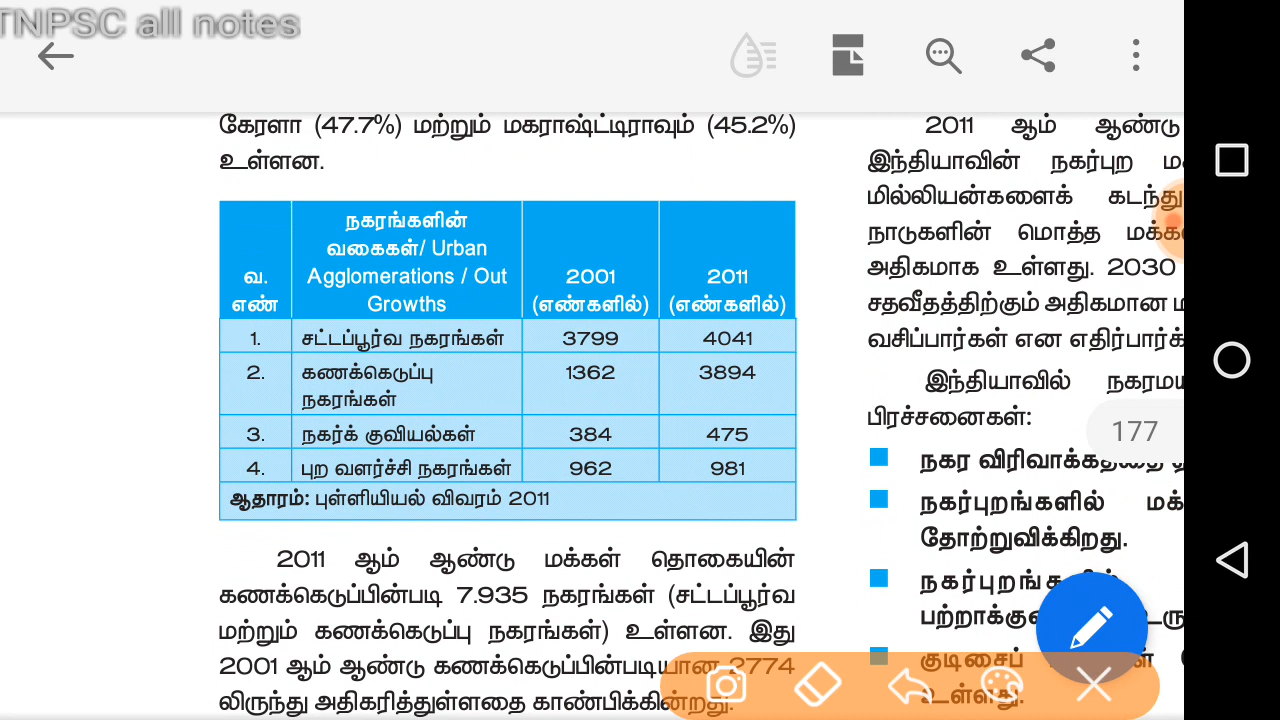 TNPSC all notes
கேரளா (47.7%) மற்றும் மகராஷ்ட்டிராவும் (45.2%)
உள்ளன.
வ. எண்
நகரங்களின்
வகைகள்/ Urban
Agglomerations / Out
Growths
2001
(எண்களில்)
2011
(எண்களில்)
1. சட்டப்பூர்வ நகரங்கள் 3799 4041
2. கணக்கெடுப்பு 1362 3894
நகரங்கள்
3. நகர்க் குவியல்கள் 384 475
4. புற வளர்ச்சி நகரங்கள் 962 981
ஆதாரம்: புள்ளியியல் விவரம் 2011
2011 ஆம் ஆண்டு மக்கள் தொகையின்
கணக்கெடுப்பின்படி 7.935 நகரங்கள் (சட்டப்பூர்வ
மற்றும் கணக்கெடுப்பு நகரங்கள்) உள்ளன. இது
2001 ஆம் ஆண்டு கணக்கெடுப்பின்படியான 2774
லிருந்து அதிகரித்துள்ளதை காண்பிக்கின்றது.
2011 ஆம் ஆண்டு
இந்தியாவின் நகர்புற
மில்லியன்களைக் கடந்து
நாடுகளின் மொத்த
அதிகமாக உள்ளது. 2030
சதவீதத்திற்கும் அதிகமான
வசிப்பார்கள் என
இந்தியாவில்
பிரச்சனைகள்:
177
நகர
நகர்புறங்களில்
தோற்றுவிக்கிறது.
உள்ளது.